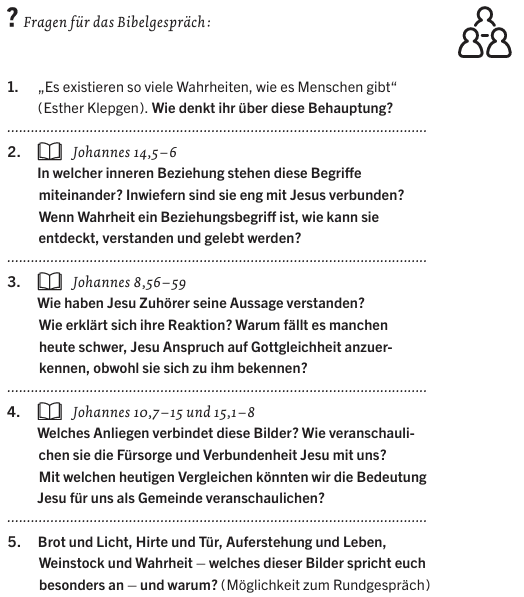 ? Fragen für das Bibelgespräch:
1. „Es existieren so viele Wahrheiten, wie es Menschen gibt“
(Esther Klepgen). Wie denkt ihr über diese Behauptung?
2. Johannes 14,5–6
In welcher inneren Beziehung stehen diese Begriffe
miteinander? Inwiefern sind sie eng mit Jesus verbunden?
Wenn Wahrheit ein Beziehungsbegriff ist, wie kann sie
entdeckt, verstanden und gelebt werden?
3. Johannes 8,56–59
Wie haben Jesu Zuhörer seine Aussage verstanden?
Wie erklärt sich ihre Reaktion? Warum fällt es manchen
heute schwer, Jesu Anspruch auf Gottgleichheit anzuer-
kennen, obwohl sie sich zu ihm bekennen?
4. Johannes 10,7–15 und 15,1–8
Welches Anliegen verbindet diese Bilder? Wie veranschauli-
chen sie die Fürsorge und Verbundenheit Jesu mit uns?
Mit welchen heutigen Vergleichen könnten wir die Bedeutung
Jesu für uns als Gemeinde veranschaulichen?
5. Brot und Licht, Hirte und Tür, Auferstehung und Leben,
Weinstock und Wahrheit – welches dieser Bilder spricht euch
besonders an – und warum? (Möglichkeit zum Rundgespräch)